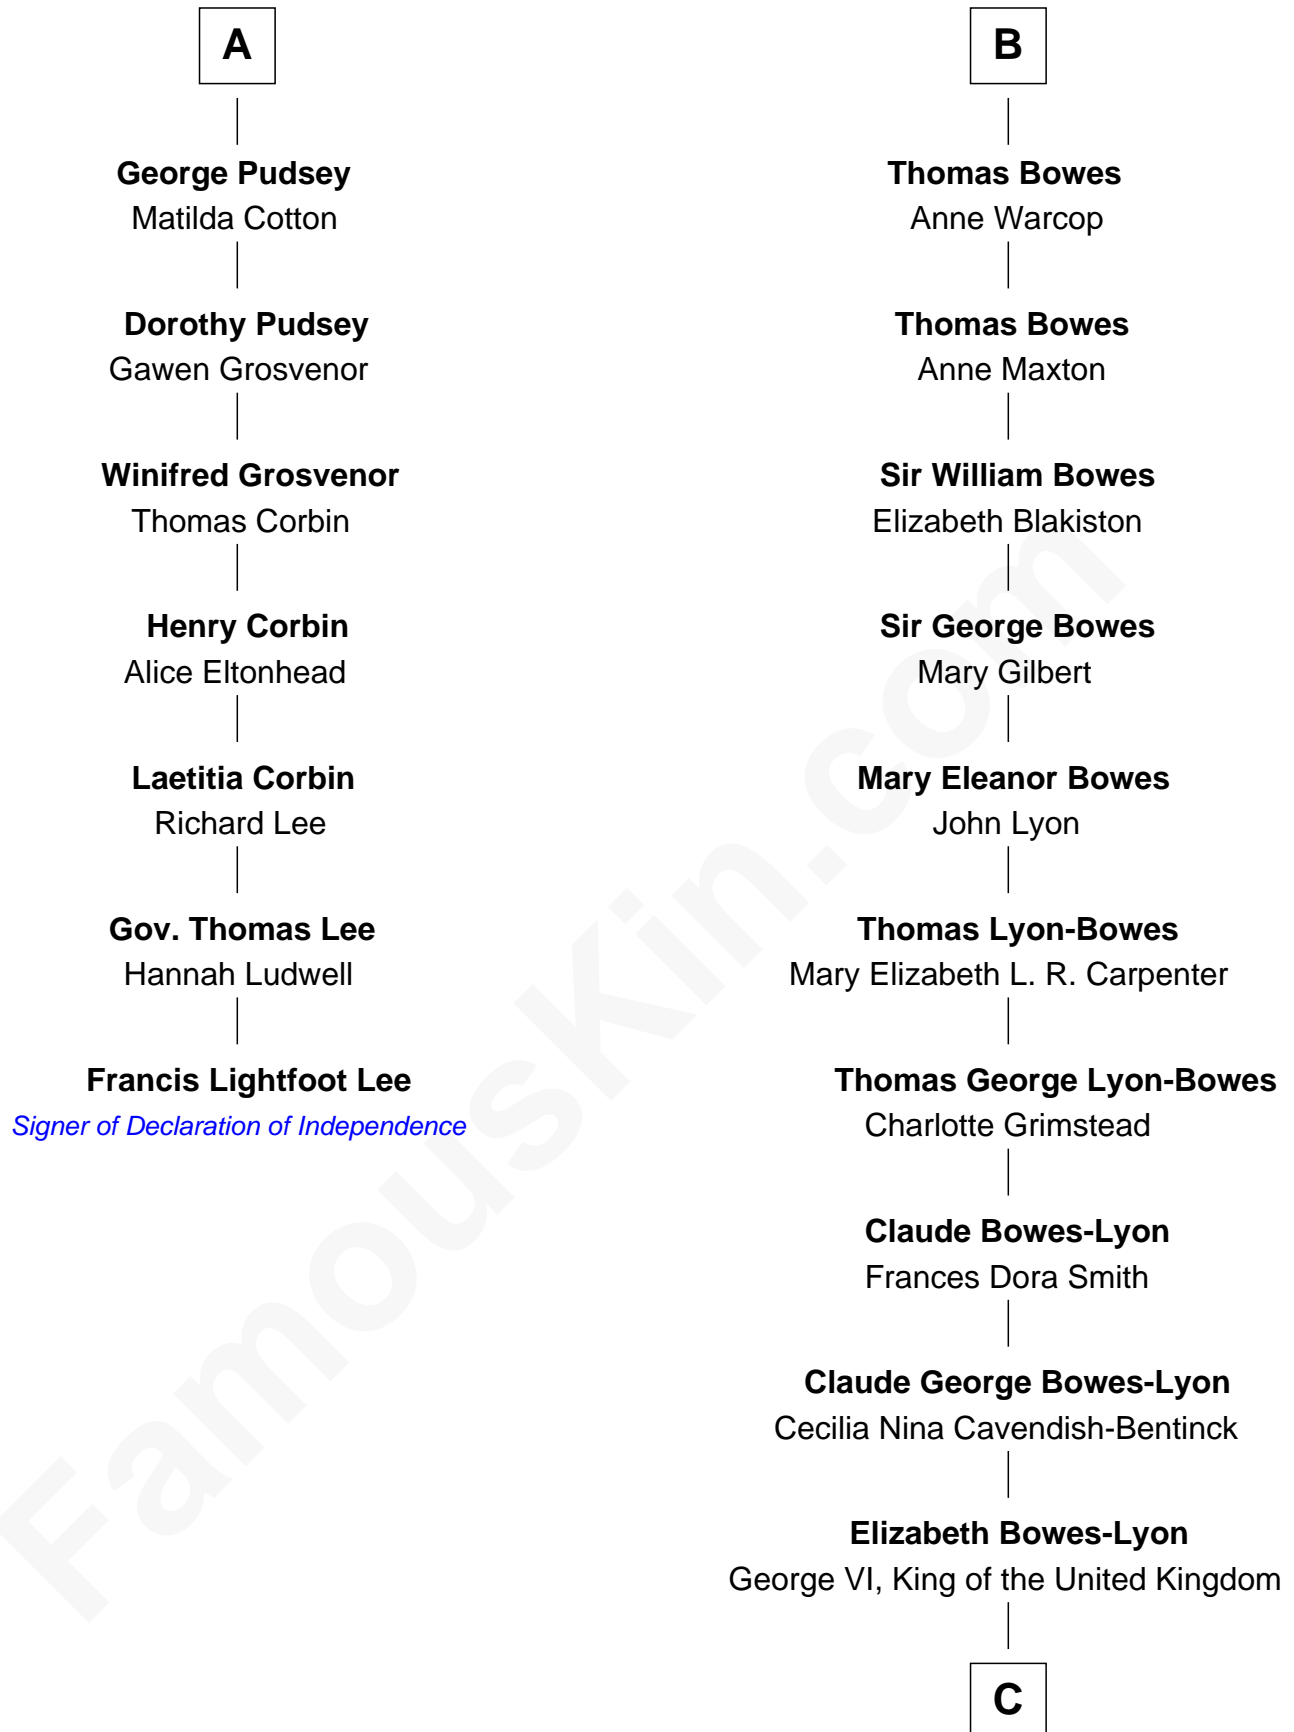 A
George Pudsey
Matilda Cotton
Dorothy Pudsey
Gawen Grosvenor
Winifred Grosvenor
Thomas Corbin
Henry Corbin
Alice Eltonhead
Laetitia Corbin
Richard Lee
Gov. Thomas Lee
Hannah Ludwell
Francis Lightfoot Lee
Signer of Declaration of Independence
B
Thomas Bowes
Anne Warcop
Thomas Bowes
Anne Maxton
Sir William Bowes
Elizabeth Blakiston
Sir George Bowes
Mary Gilbert
Mary Eleanor Bowes
John Lyon
Thomas Lyon-Bowes
Mary Elizabeth L. R. Carpenter
Thomas George Lyon-Bowes
Charlotte Grimstead
Claude Bowes-Lyon
Frances Dora Smith
Claude George Bowes-Lyon
Cecilia Nina Cavendish-Bentinck
Elizabeth Bowes-Lyon
George VI, King of the United Kingdom
C
FamousKin.com